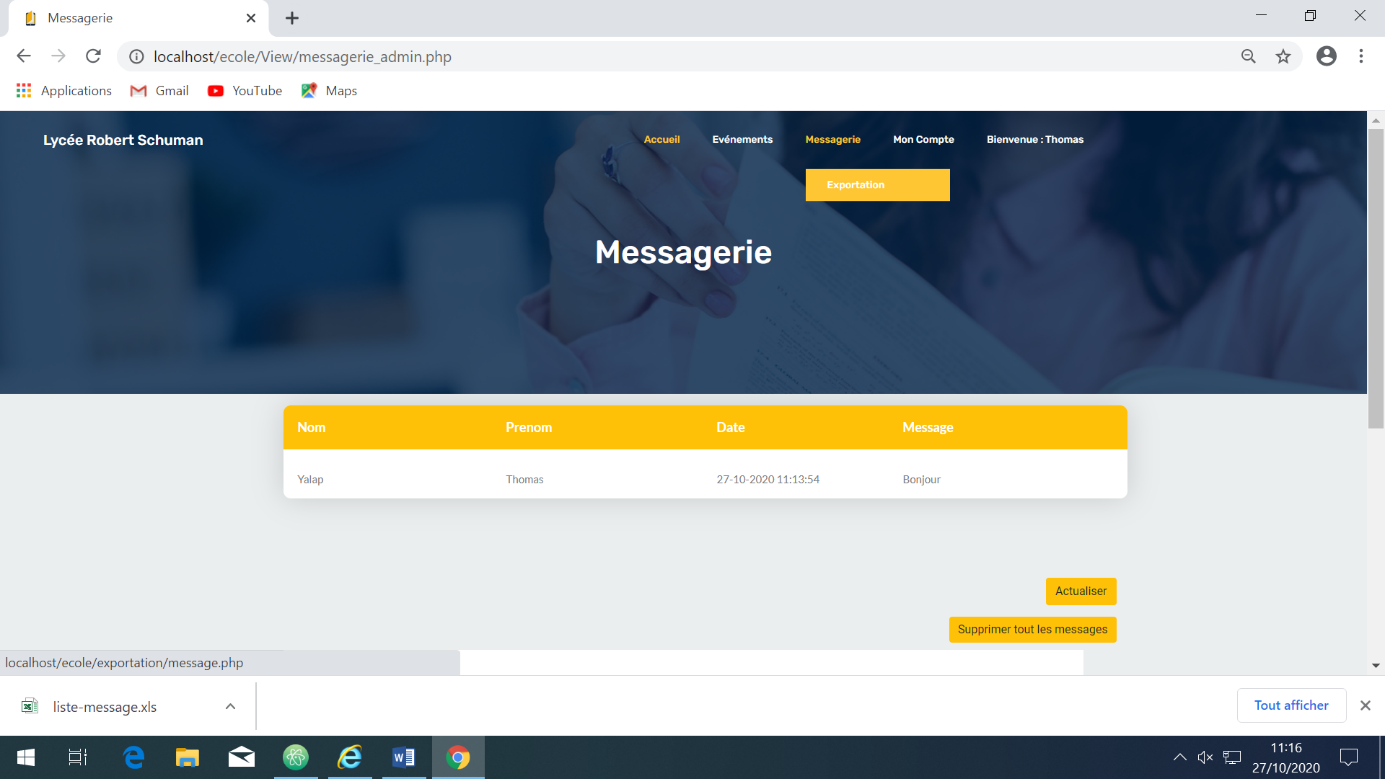 Messagerie
localhost/ecole/View/messagerie_admin.php
Applications Gmail YouTube Maps
Lycée Robert Schuman Accueil Evénements Messagerie Mon Compte Bienvenue : Thomas
Exportation
Messagerie
Nom Prenom Date Message
Yalap Thomas 27-10-2020 11:13:54 Bonjour
Actualiser
Supprimer tout les messages
localhost/ecole/exportation/message.php
liste-message.xls Tout afficher
11:16
27/10/2020